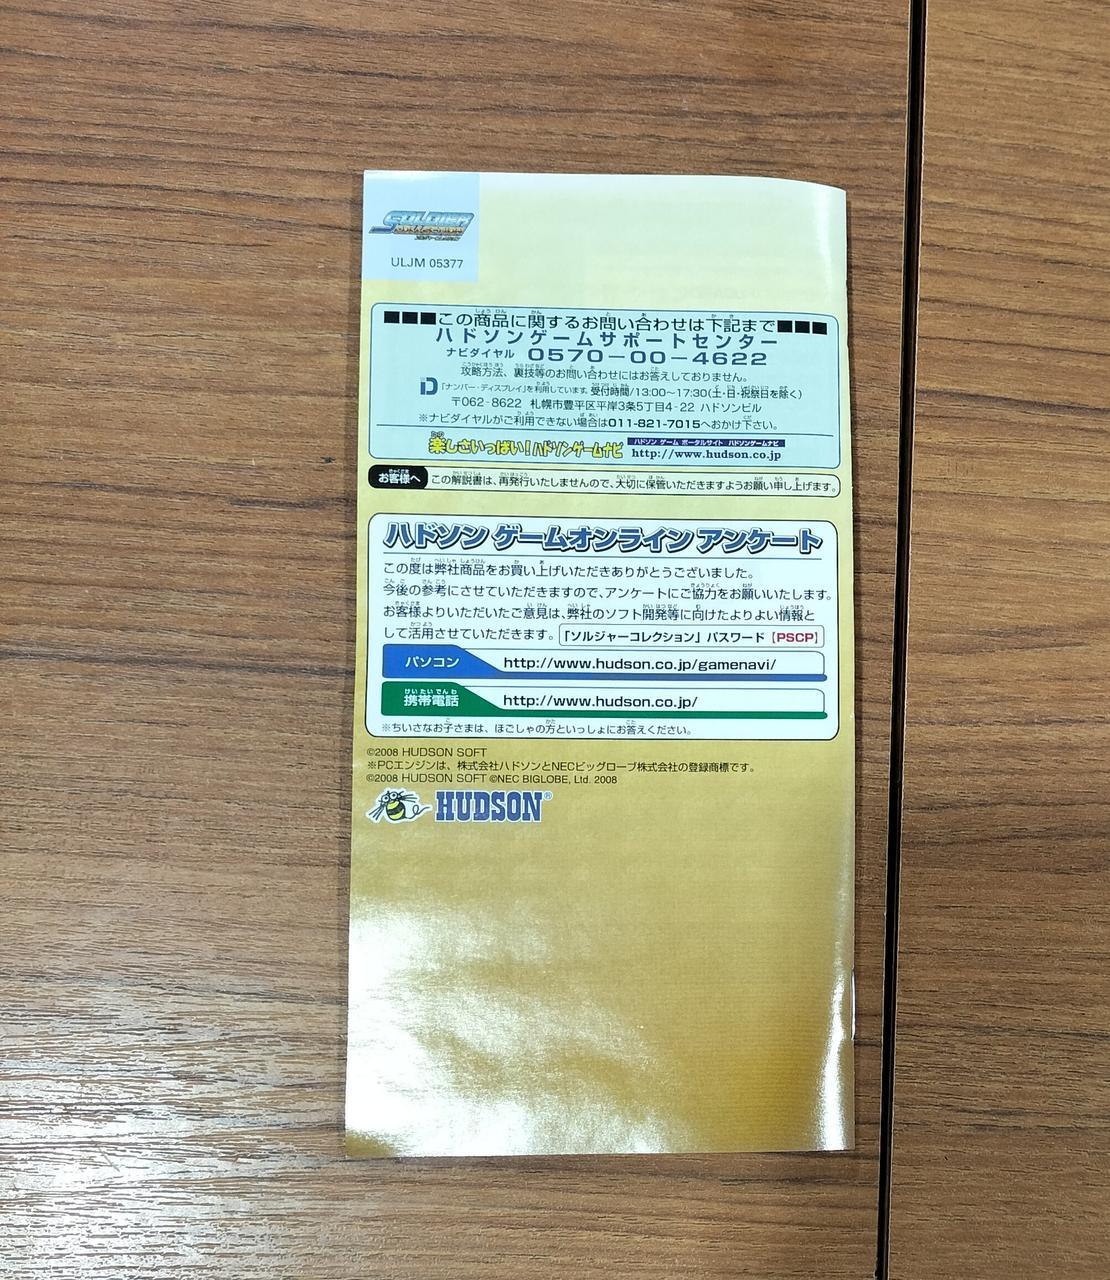 SOLDIER
COLLECTION
ソルジャーコレクション
ULJM 05377
■■■この商品に関するお問い合わせは下記まで■■■
ハドソンゲームサポートセンター
ナビダイヤル 0570-00-4622
攻略方法、裏技等のお問い合わせにはお答えしておりません。
「ナンバー・ディスプレイ」を利用しています。受付時間/13:00~17:30(土・日・祝祭日を除く)
〒062-8622 札幌市豊平区平岸3条5丁目4-22 ハドソンビル
※ナビダイヤルがご利用できない場合は011-821-7015へおかけ下さい。
楽しさいっぱい!ハドソンゲームナビ ハドソン ゲーム ポータルサイト ハドソンゲームナビ
http://www.hudson.co.jp
お客様へ この解説書は、再発行いたしませんので、大切に保管いただきますようお願い申し上げます。
ハドソン ゲームオンライン アンケート
この度は弊社商品をお買い上げいただきありがとうございました。
今後の参考にさせていただきますので、アンケートにご協力をお願いいたします。
お客様よりいただいたご意見は、弊社のソフト開発等に向けたよりよい情報と
して活用させていただきます。 「ソルジャーコレクション」パスワード【PSCP】
パソコン http://www.hudson.co.jp/gamenavi/
携帯電話 http://www.hudson.co.jp/
※ちいさなお子さまは、ほごしゃの方といっしょにお答えください。
©2008 HUDSON SOFT
※PCエンジンは、株式会社ハドソンとNECビッグローブ株式会社の登録商標です。
©2008 HUDSON SOFT ©NEC BIGLOBE, Ltd. 2008
HUDSON®